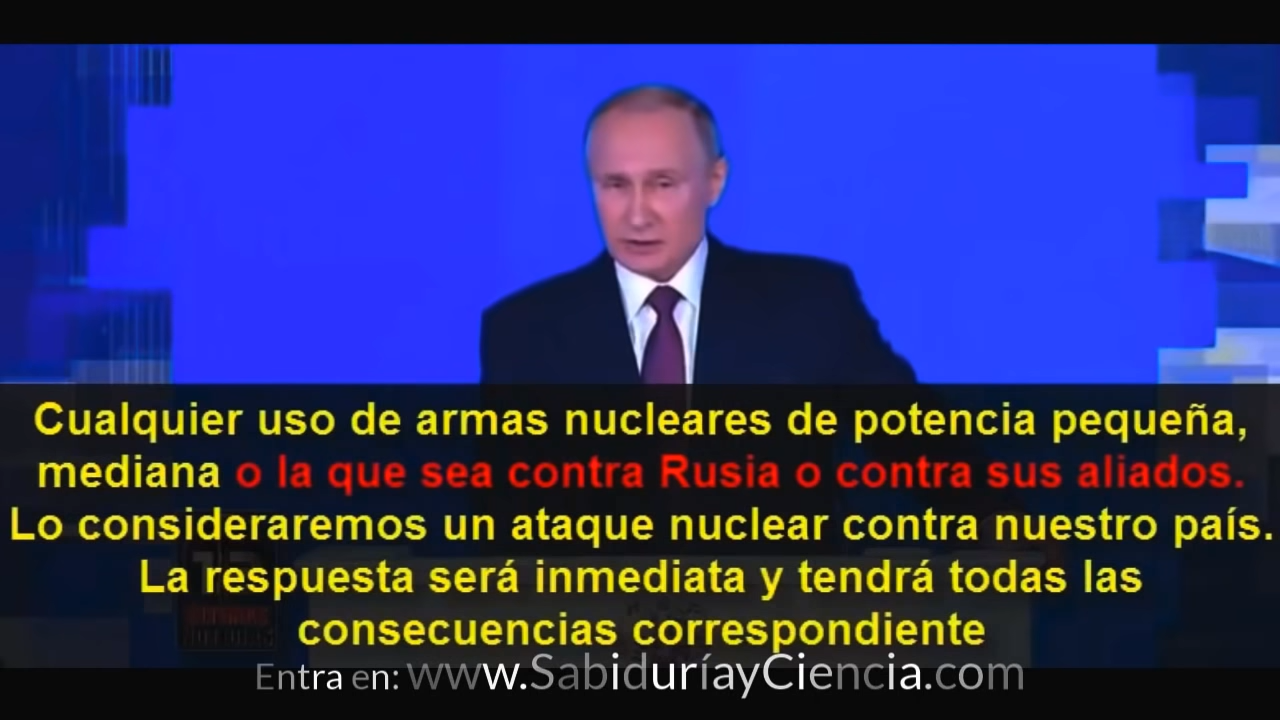 Cualquier uso de armas nucleares de potencia pequeña,
mediana o la que sea contra Rusia o contra sus aliados.
Lo consideraremos un ataque nuclear contra nuestro país.
La respuesta será inmediata y tendrá todas las
consecuencias correspondiente
Entra en: www.SabiduríayCiencia.com